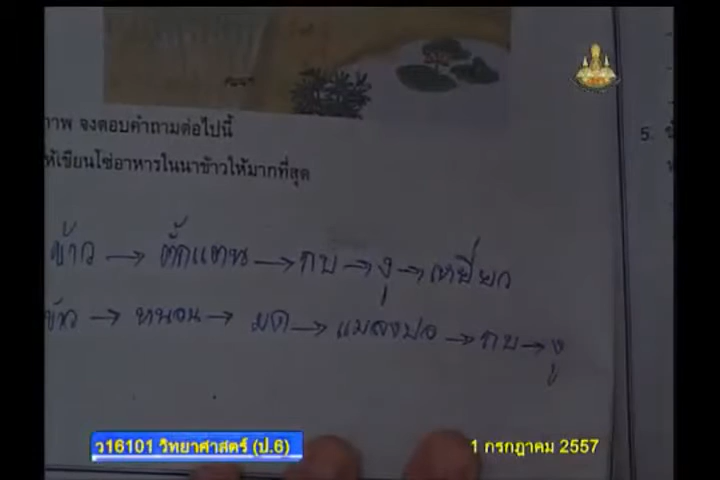 าพ จงตอบคำถามต่อไปนี้
ห้เขียนโซ่อาหารในนาข้าวให้มากที่สุด
ข้าว → ตั๊กแตน → กบ → งู → เหยี่ยว
ข้าว → หนอน → มด → แมลงปอ → กบ → งู
5.
ว16101 วิทยาศาสตร์ (ป.6)
1 กรกฎาคม 2557